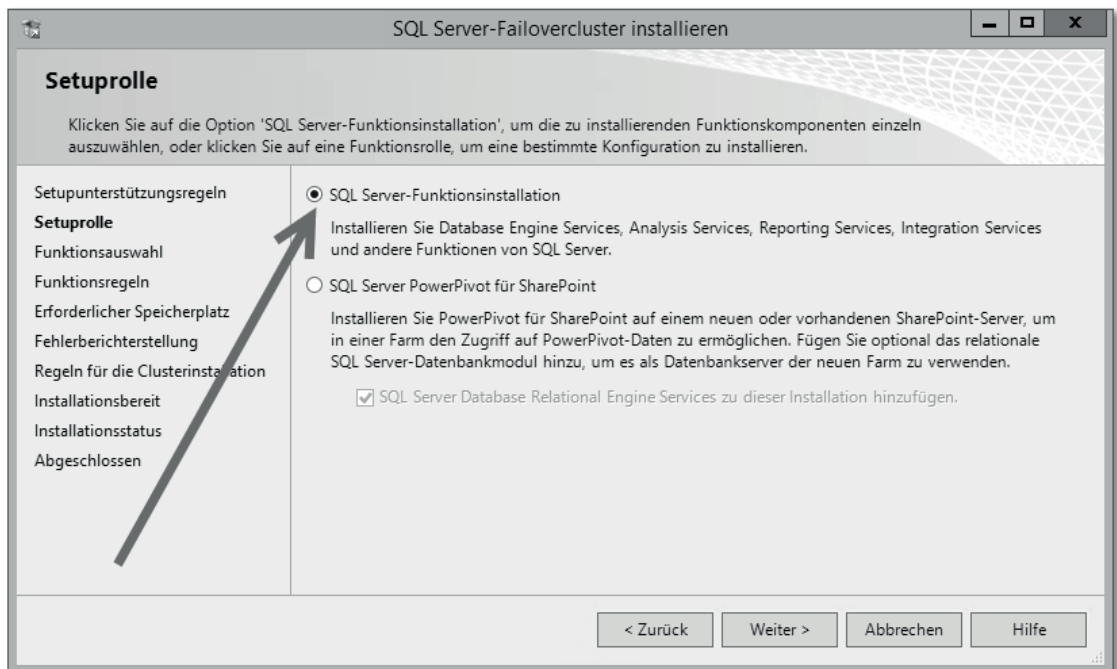 SQL Server-Failovercluster installieren
Setuprolle
Klicken Sie auf die Option 'SQL Server-Funktionsinstallation', um die zu installierenden Funktionskomponenten einzeln
auszuwählen, oder klicken Sie auf eine Funktionsrolle, um eine bestimmte Konfiguration zu installieren.
Setupunterstützungsregeln
Setuprolle
Funktionsauswahl
Funktionsregeln
Erforderlicher Speicherplatz
Fehlerberichterstellung
Regeln für die Clusterinstallation
Installationsbereit
Installationsstatus
Abgeschlossen
SQL Server-Funktionsinstallation
Installieren Sie Database Engine Services, Analysis Services, Reporting Services, Integration Services
und andere Funktionen von SQL Server.
SQL Server PowerPivot für SharePoint
Installieren Sie PowerPivot für SharePoint auf einem neuen oder vorhandenen SharePoint-Server, um
in einer Farm den Zugriff auf PowerPivot-Daten zu ermöglichen. Fügen Sie optional das relationale
SQL Server-Datenbankmodul hinzu, um es als Datenbankserver der neuen Farm zu verwenden.
SQL Server Database Relational Engine Services zu dieser Installation hinzufügen.
< Zurück
Weiter >
Abbrechen
Hilfe